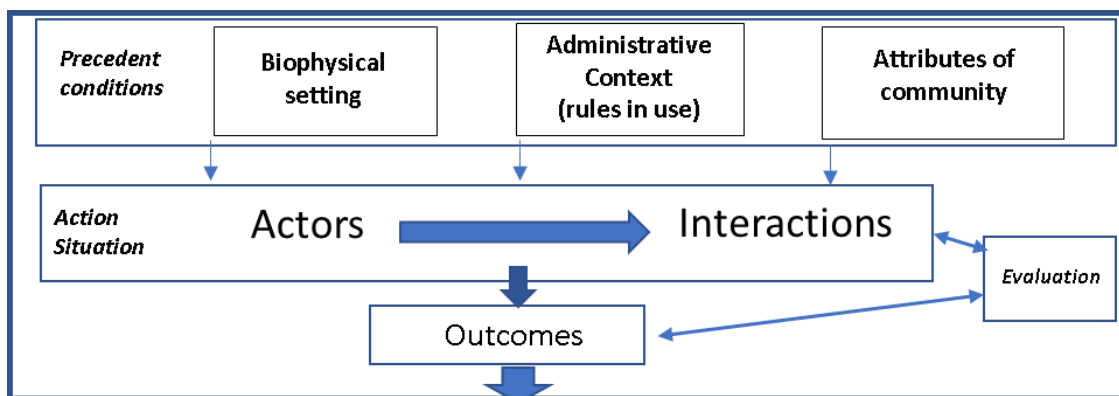 Precedent
conditions
Biophysical
setting
Administrative
Context
(rules in use)
Attributes of
community
Action
Situation
Actors
Interactions
Evaluation
Outcomes